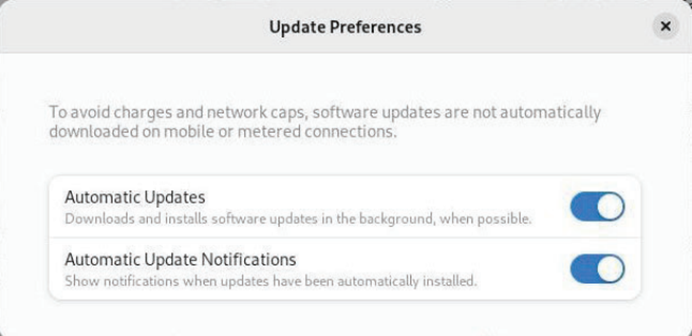 Update Preferences
To avoid charges and network caps, software updates are not automatically
downloaded on mobile or metered connections.
Automatic Updates
Downloads and installs software updates in the background, when possible.
Automatic Update Notifications
Show notifications when updates have been automatically installed.